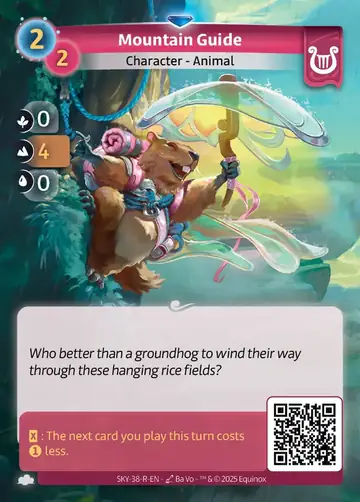 2
2
Mountain Guide
Character - Animal
0
4
0
Who better than a groundhog to wind their way
through these hanging rice fields?
X : The next card you play this turn costs
1 less.
SKY-38-R-EN - Ba Vo - ™ & © 2025 Equinox